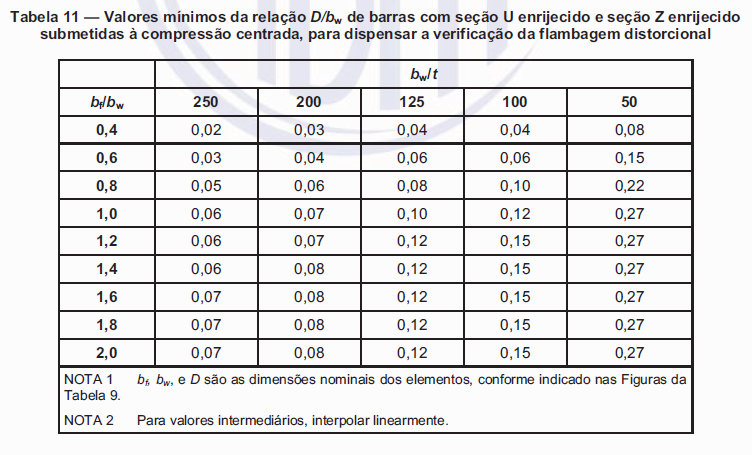 Tabela 11 — Valores mínimos da relação D/bw de barras com seção U enrijecido e seção Z enrijecido
submetidas à compressão centrada, para dispensar a verificação da flambagem distorcional
bw/t
bf/bw 250 200 125 100 50
0,4 0,02 0,03 0,04 0,04 0,08
0,6 0,03 0,04 0,06 0,06 0,15
0,8 0,05 0,06 0,08 0,10 0,22
1,0 0,06 0,07 0,10 0,12 0,27
1,2 0,06 0,07 0,12 0,15 0,27
1,4 0,06 0,08 0,12 0,15 0,27
1,6 0,07 0,08 0,12 0,15 0,27
1,8 0,07 0,08 0,12 0,15 0,27
2,0 0,07 0,08 0,12 0,15 0,27
NOTA 1 bf, bw, e D são as dimensões nominais dos elementos, conforme indicado nas Figuras da
Tabela 9.
NOTA 2 Para valores intermediários, interpolar linearmente.